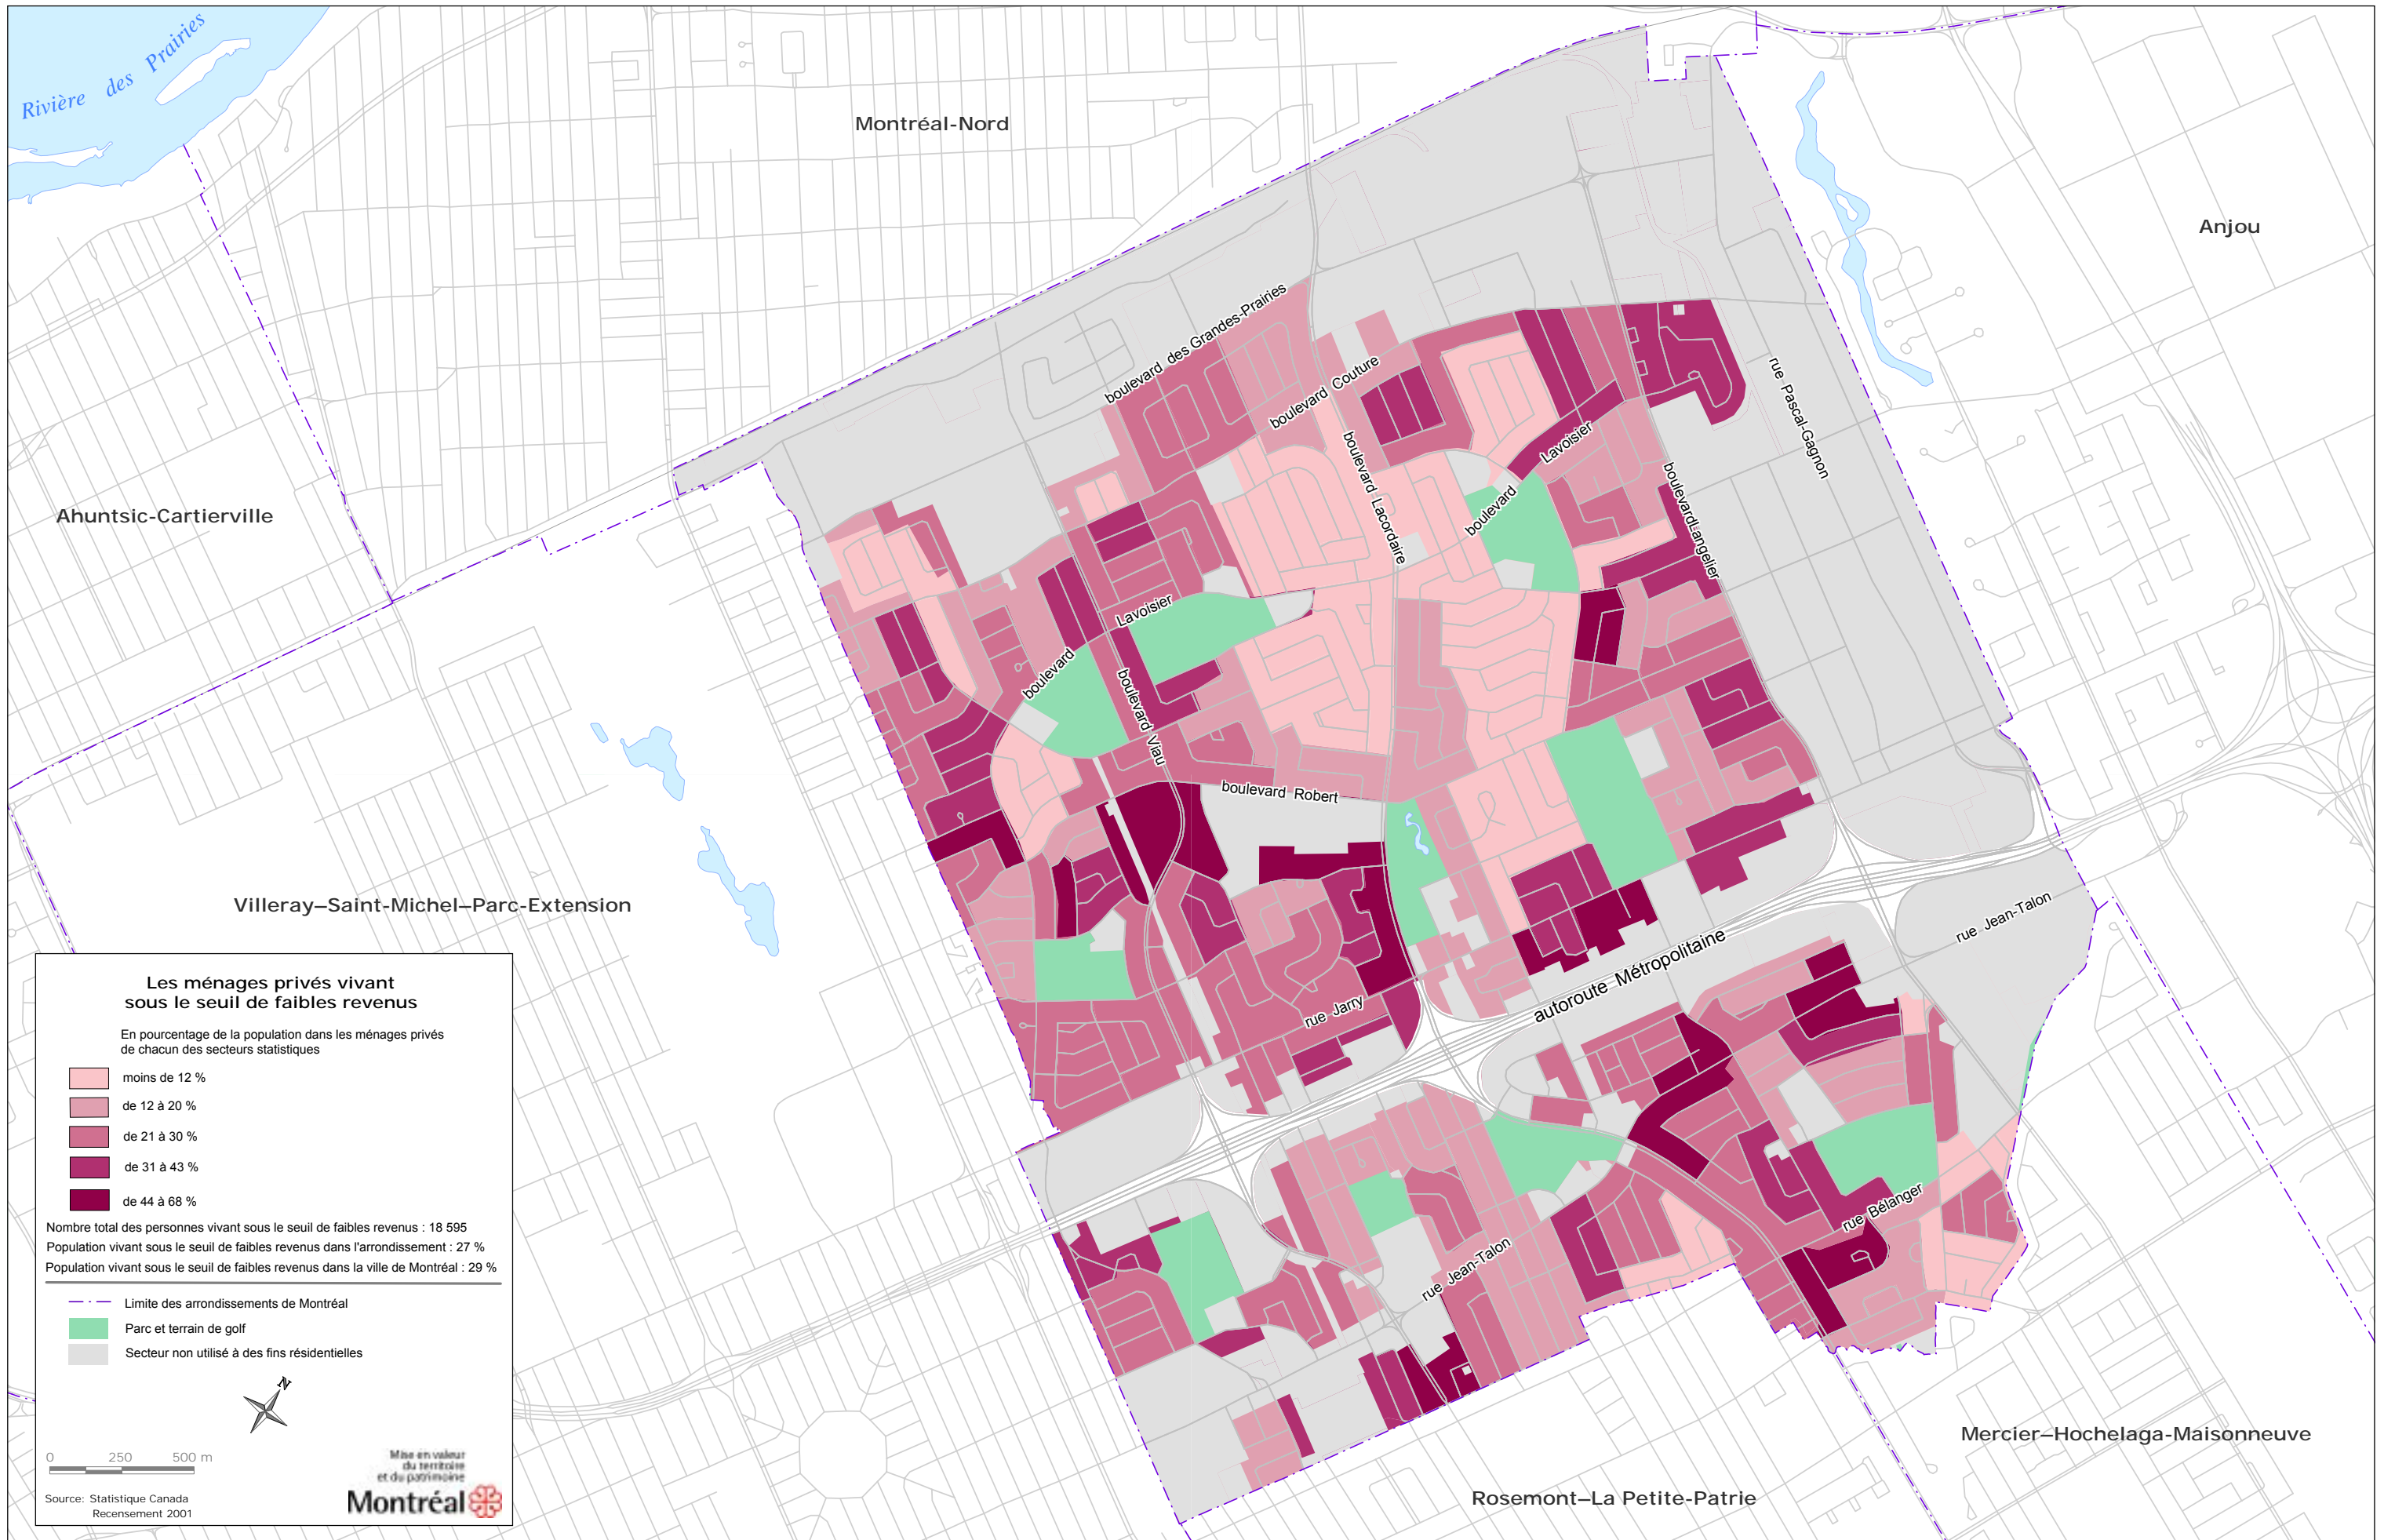 Rivière des Prairies
Montréal-Nord
Anjou
Ahuntsic-Cartierville
Villeray–Saint-Michel–Parc-Extension
Mercier–Hochelaga-Maisonneuve
Rosemont–La Petite-Patrie
boulevard des Grandes-Prairies
boulevard Couture
boulevard Lacordaire
boulevard Lavoisier
rue Pascal-Gagnon
boulevard Langelier
boulevard Lavoisier
boulevard Viau
boulevard Robert
rue Jarry
autoroute Métropolitaine
rue Jean-Talon
rue Jean-Talon
rue Bélanger
Les ménages privés vivant
sous le seuil de faibles revenus
En pourcentage de la population dans les ménages privés
de chacun des secteurs statistiques
moins de 12 %
de 12 à 20 %
de 21 à 30 %
de 31 à 43 %
de 44 à 68 %
Nombre total des personnes vivant sous le seuil de faibles revenus : 18 595
Population vivant sous le seuil de faibles revenus dans l'arrondissement : 27 %
Population vivant sous le seuil de faibles revenus dans la ville de Montréal : 29 %
Limite des arrondissements de Montréal
Parc et terrain de golf
Secteur non utilisé à des fins résidentielles
N
0 250 500 m
Source: Statistique Canada
Recensement 2001
Mise en valeur
du territoire
et du patrimoine
Montréal